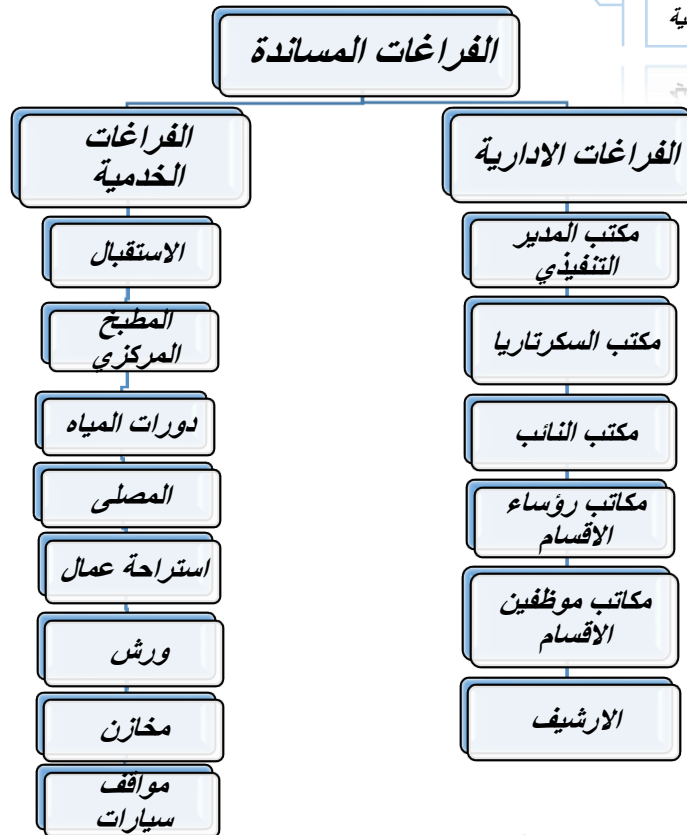 الفراغات المساندة
الفراغات الادارية
مكتب المدير
التنفيذي
مكتب السكرتاريا
مكتب النائب
مكاتب رؤساء
الاقسام
مكاتب موظفين
الاقسام
الارشيف
الفراغات
الخدمية
الاستقبال
المطبخ
المركزي
دورات المياه
المصلى
استراحة عمال
ورش
مخازن
مواقف
سيارات